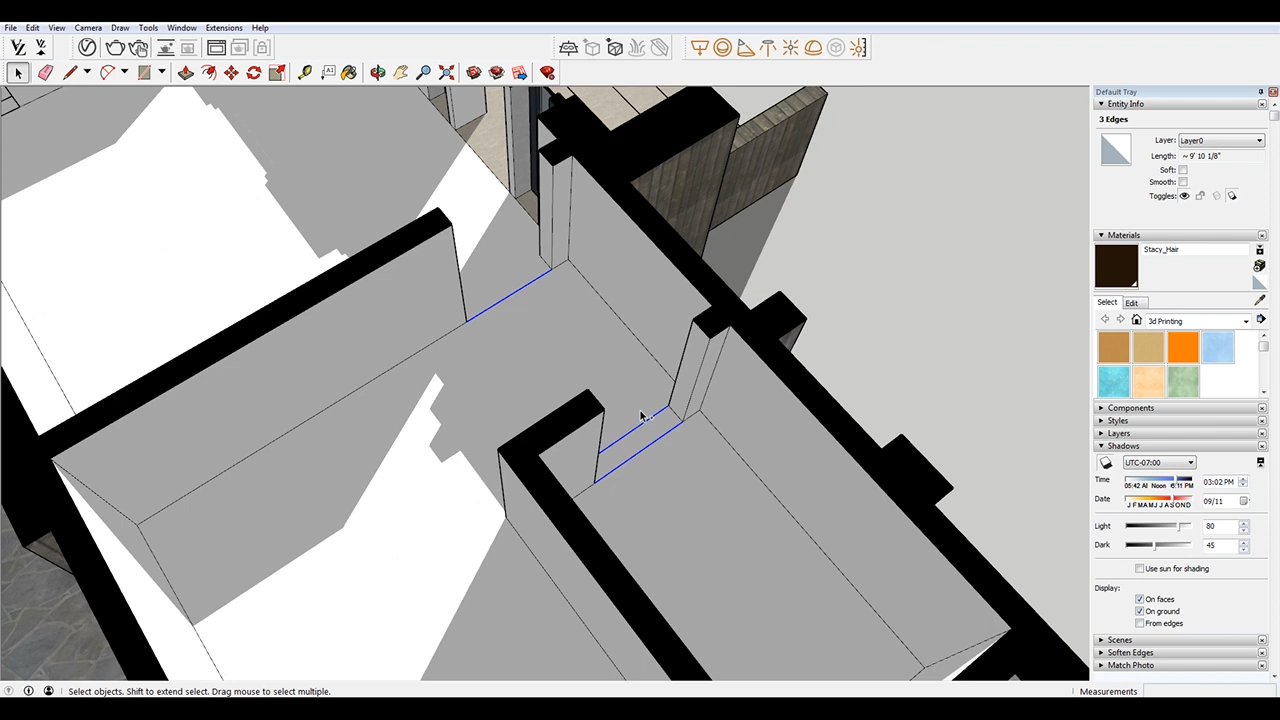 File Edit View Camera Draw Tools Window Extensions Help
Default Tray
Entity Info
3 Edges
Layer: Layer0
Length: ~ 9' 10 1/8"
Soft:
Smooth:
Toggles:
Materials
Stacy_Hair
Select Edit
3d Printing
Components
Styles
Layers
Shadows
UTC-07:00
Time 05:42 AM Noon 6:11 PM 03:02 PM
Date J F M A M J J A S O N D 09/11
Light 80
Dark 45
Use sun for shading
Display:
On faces
On ground
From edges
Scenes
Soften Edges
Match Photo
Select objects. Shift to extend select. Drag mouse to select multiple.
Measurements